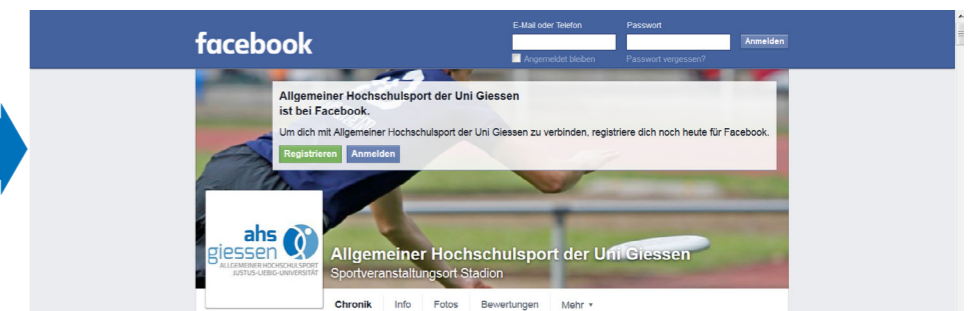 E-Mail oder Telefon Passwort
facebook
Anmelden
Angemeldet bleiben Passwort vergessen?
Allgemeiner Hochschulsport der Uni Giessen
ist bei Facebook.
Um dich mit Allgemeiner Hochschulsport der Uni Giessen zu verbinden, registriere dich noch heute für Facebook.
Registrieren Anmelden
ahs
giessen
ALLGEMEINER HOCHSCHULSPORT
JUSTUS-LIEBIG-UNIVERSITÄT
Allgemeiner Hochschulsport der Uni Giessen
Sportveranstaltungsort Stadion
Chronik Info Fotos Bewertungen Mehr